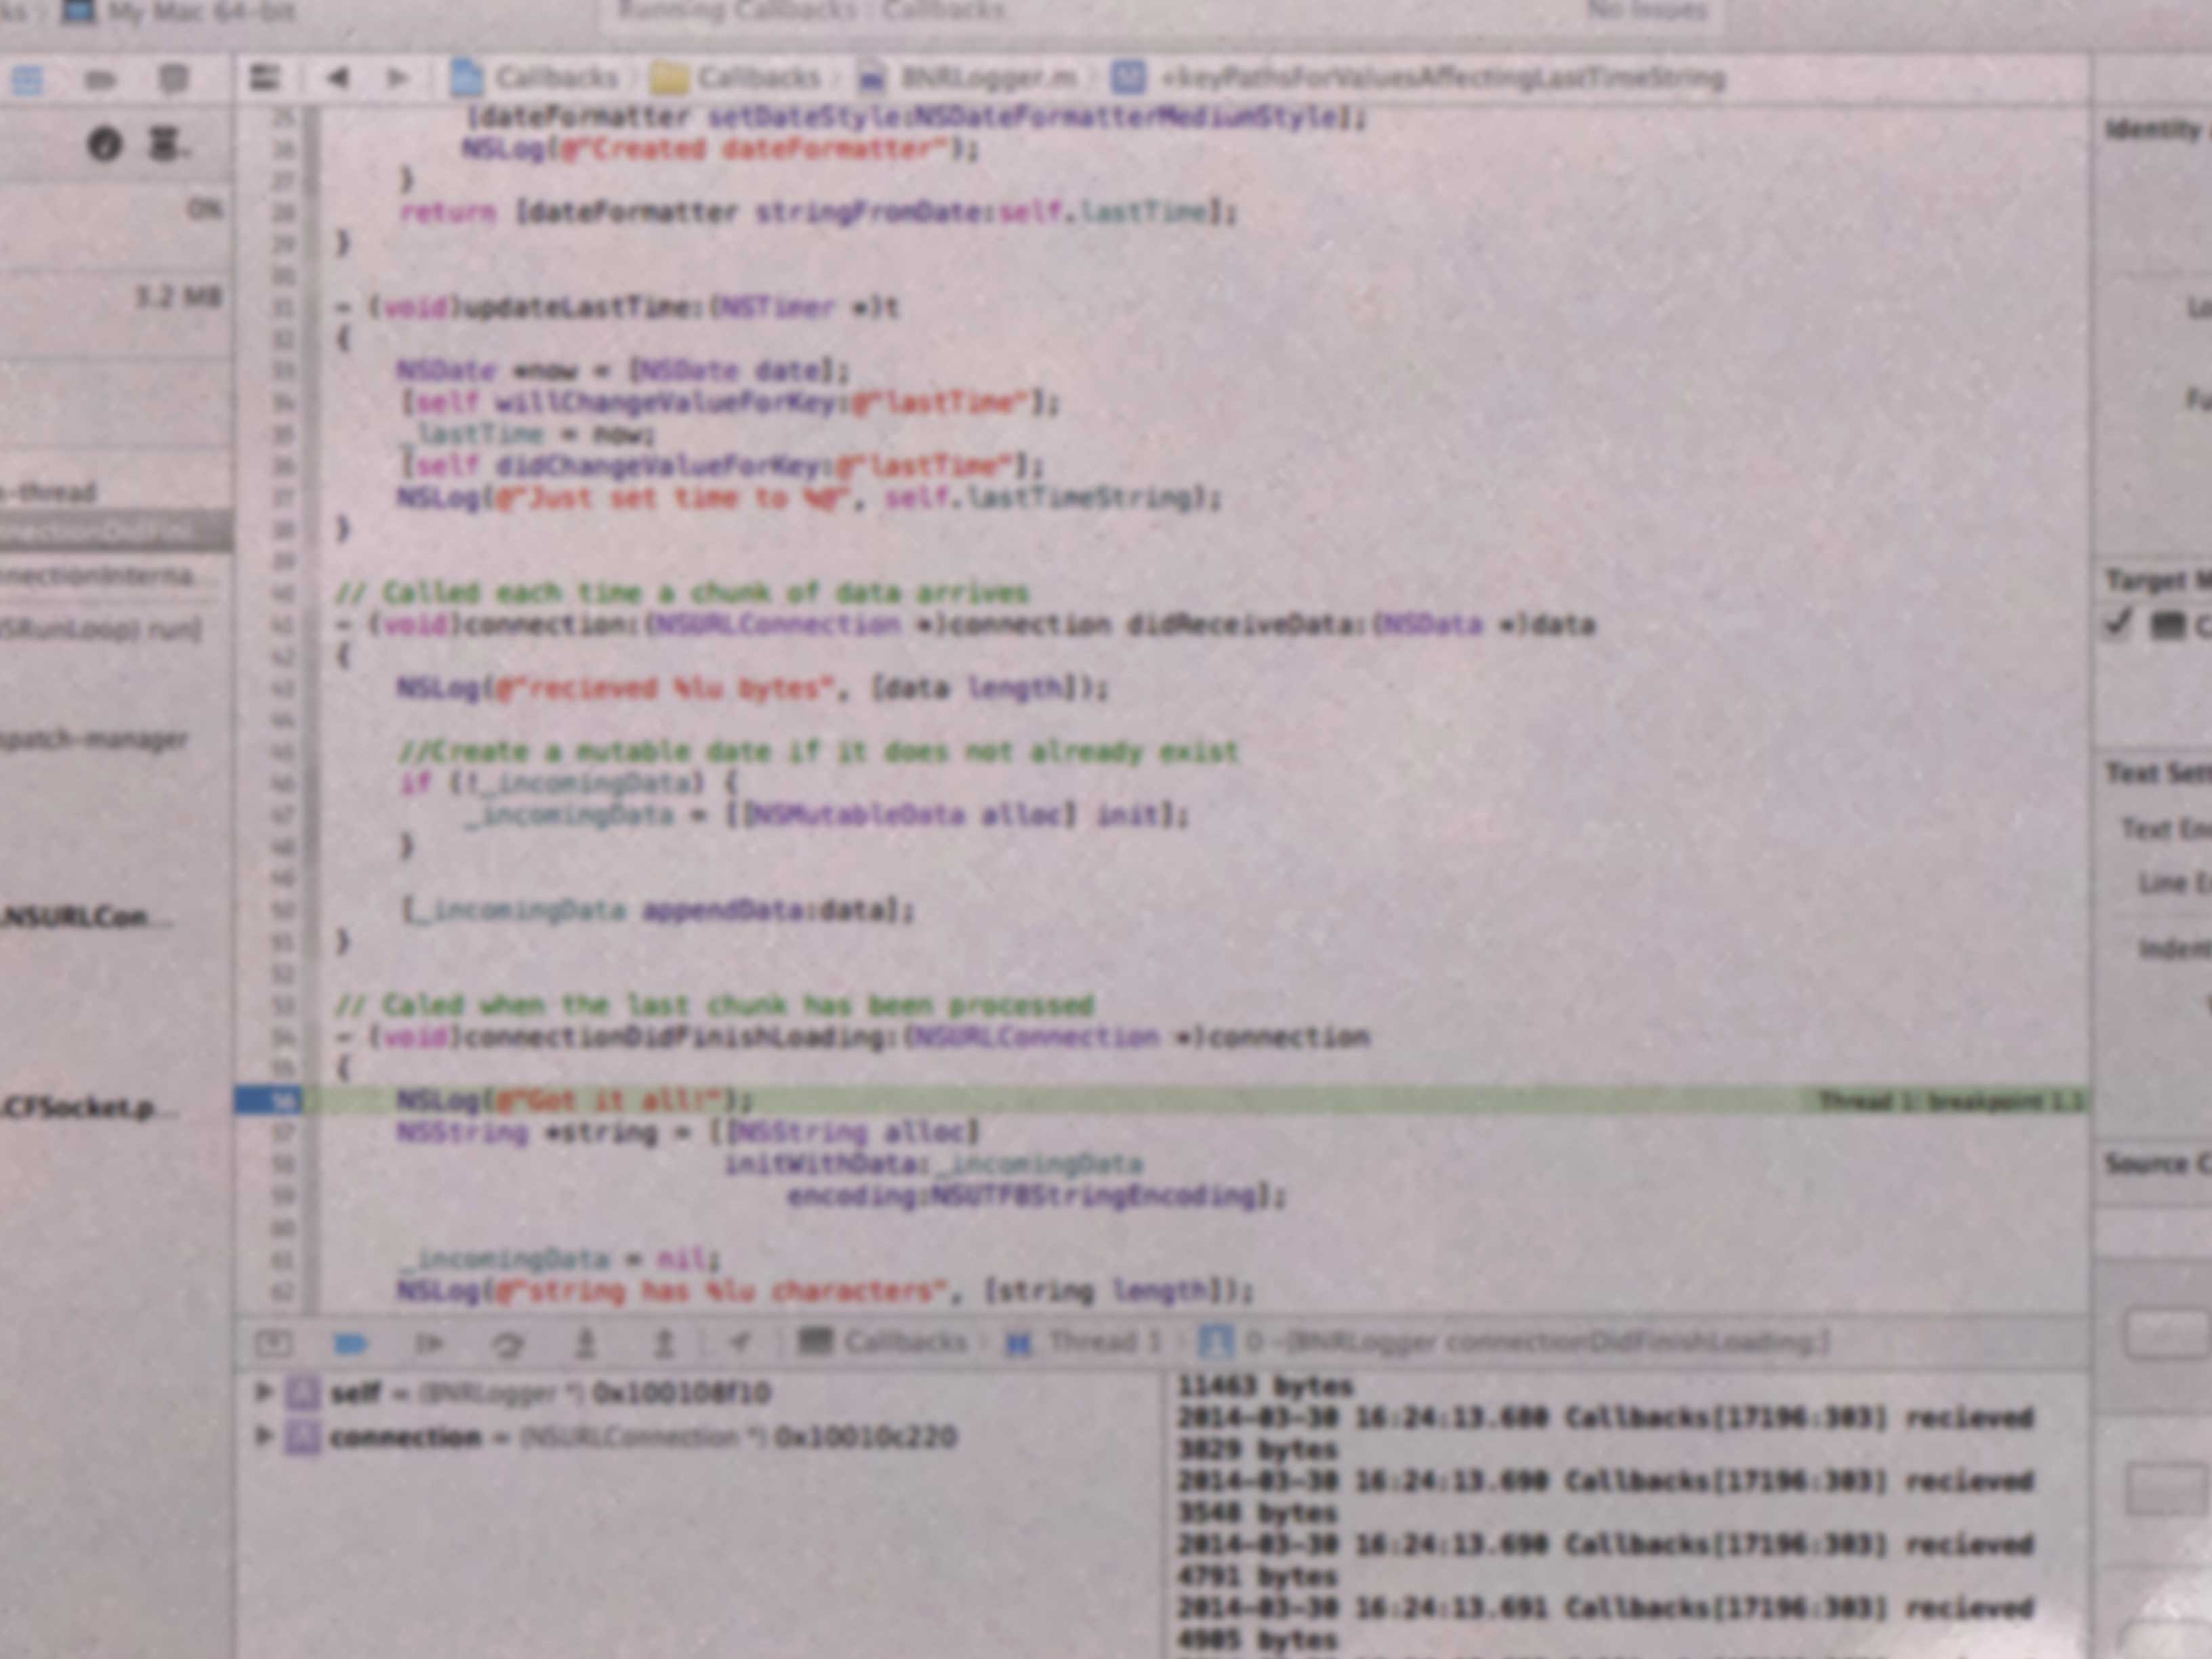 My Mac 64-bit
Running Callbacks : Callbacks
No Issues
Callbacks
Callbacks
BNRLogger.m
+keyPathsForValuesAffectingLastTimeString
25 [dateFormatter setDateStyle:NSDateFormatterMediumStyle];
26 NSLog(@"Created dateFormatter");
27 }
28 return [dateFormatter stringFromDate:self.lastTime];
29 }
30
31 - (void)updateLastTime:(NSTimer *)t
32 {
33 NSDate *now = [NSDate date];
34 [self willChangeValueForKey:@"lastTime"];
35 _lastTime = now;
36 [self didChangeValueForKey:@"lastTime"];
37 NSLog(@"Just set time to %@", self.lastTimeString);
38 }
39
40 // Called each time a chunk of data arrives
41 - (void)connection:(NSURLConnection *)connection didReceiveData:(NSData *)data
42 {
43 NSLog(@"recieved %lu bytes", [data length]);
44
45 //Create a mutable date if it does not already exist
46 if (!_incomingData) {
47 _incomingData = [[NSMutableData alloc] init];
48 }
49
50 [_incomingData appendData:data];
51 }
52
53 // Caled when the last chunk has been processed
54 - (void)connectionDidFinishLoading:(NSURLConnection *)connection
55 {
56 NSLog(@"Got it all!"); Thread 1: breakpoint 1.1
57 NSString *string = [[NSString alloc]
58 initWithData:_incomingData
59 encoding:NSUTF8StringEncoding];
60
61 _incomingData = nil;
62 NSLog(@"string has %lu characters", [string length]);
0%
3.2 MB
-thread
nnectionDidFini...
nnectionInterna...
SRunLoop) run]
spatch-manager
.NSURLCon...
.CFSocket.p...
Identity
Target M
Text Sett
Text En
Line E
Indent
Source C
Callbacks
Thread 1
0 -[BNRLogger connectionDidFinishLoading:]
self = (BNRLogger *) 0x100108f10
connection = (NSURLConnection *) 0x10010c220
11463 bytes
2014-03-30 16:24:13.680 Callbacks[17196:303] recieved
3829 bytes
2014-03-30 16:24:13.690 Callbacks[17196:303] recieved
3548 bytes
2014-03-30 16:24:13.690 Callbacks[17196:303] recieved
4791 bytes
2014-03-30 16:24:13.691 Callbacks[17196:303] recieved
4905 bytes